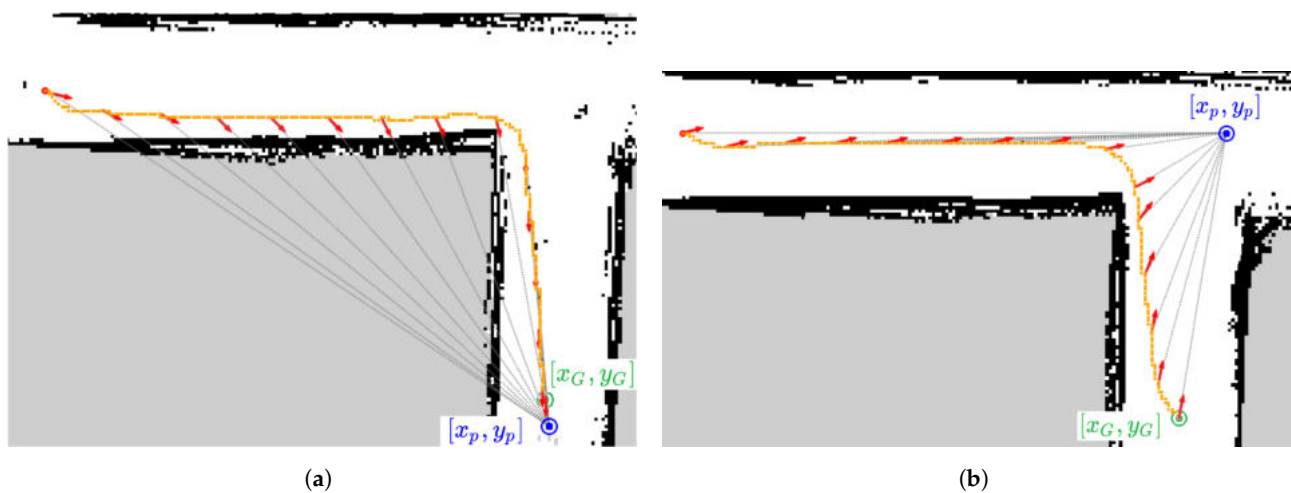 [x_G, y_G]
[x_p, y_p]
(a)
[x_p, y_p]
[x_G, y_G]
(b)